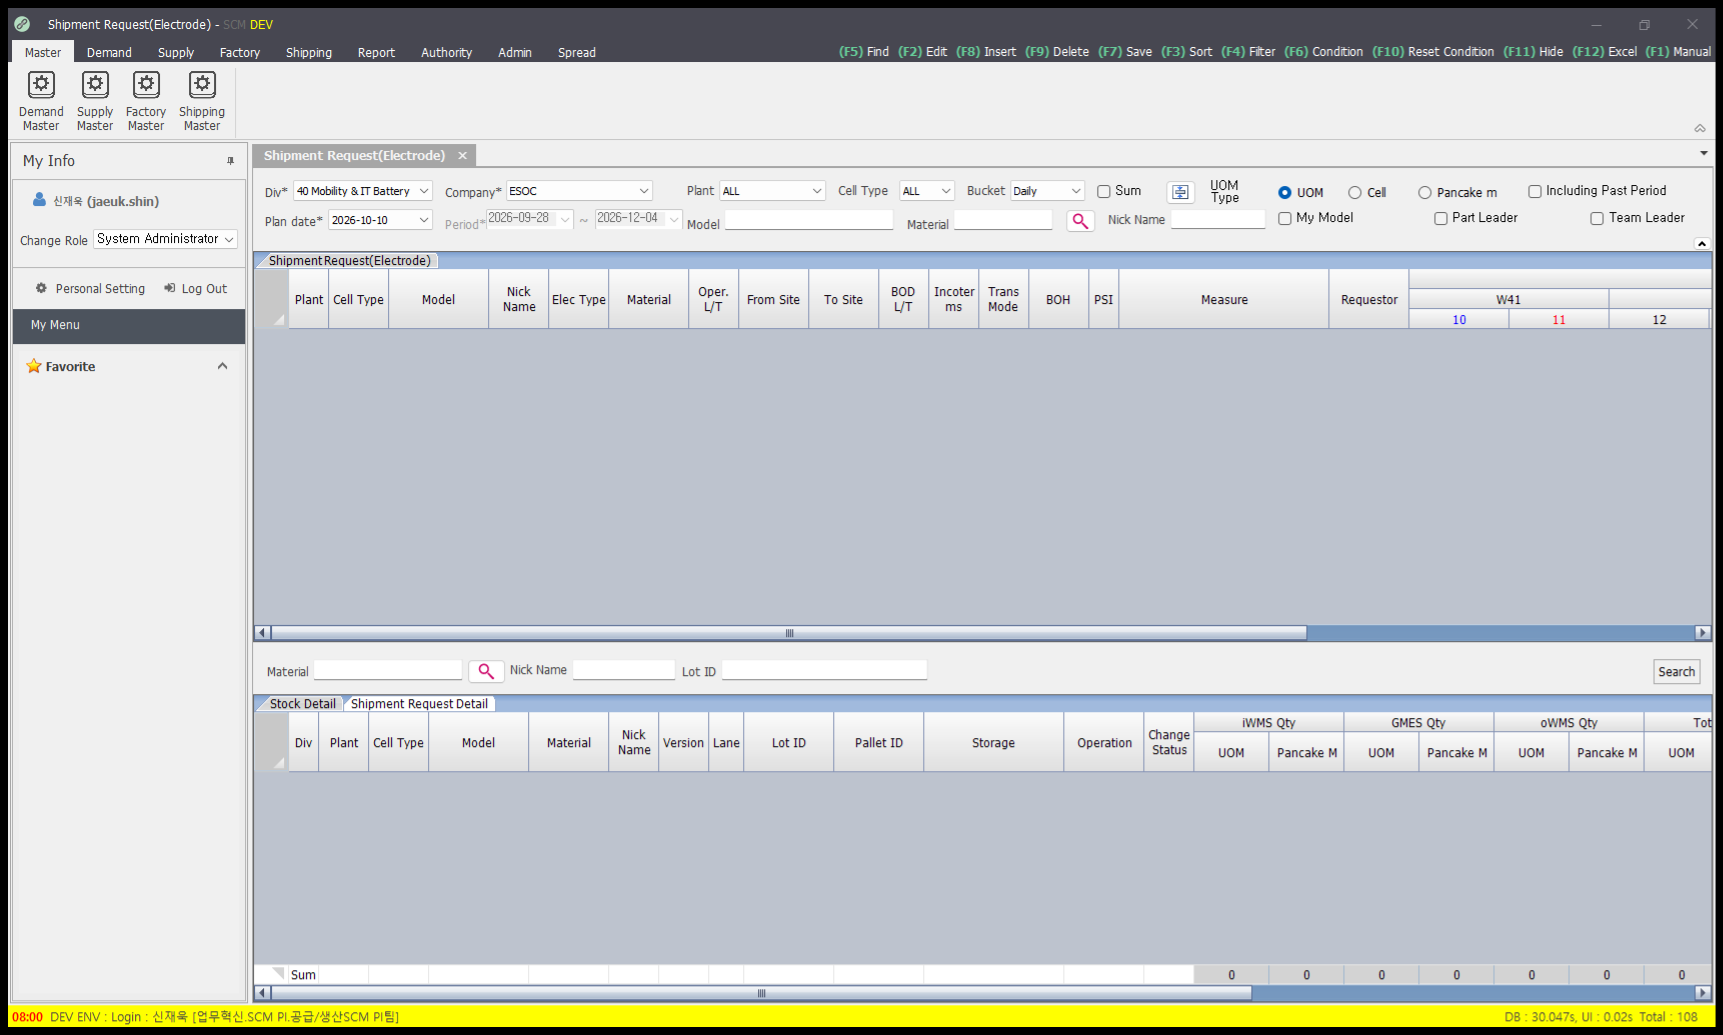 Shipment Request(Electrode) - SCM DEV
Master Demand Supply Factory Shipping Report Authority Admin Spread (F5) Find (F2) Edit (F8) Insert (F9) Delete (F7) Save (F3) Sort (F4) Filter (F6) Condition (F10) Reset Condition (F11) Hide (F12) Excel (F1) Manual
Demand Master
Supply Master
Factory Master
Shipping Master
My Info
신재욱 (jaeuk.shin)
Change Role System Administrator
Personal Setting Log Out
My Menu
Favorite
Shipment Request(Electrode)
Div* 40 Mobility & IT Battery Company* ESOC Plant ALL Cell Type ALL Bucket Daily Sum UOM Type UOM Cell Pancake m Including Past Period
Plan date* 2026-10-10 Period* 2026-09-28 ~ 2026-12-04 Model Material Nick Name My Model Part Leader Team Leader
ShipmentRequest(Electrode)
Plant Cell Type Model Nick Name Elec Type Material Oper. L/T From Site To Site BOD L/T Incoterms Trans Mode BOH PSI Measure Requestor W41
10 11 12
Material Nick Name Lot ID Search
Stock Detail Shipment Request Detail
Div Plant Cell Type Model Material Nick Name Version Lane Lot ID Pallet ID Storage Operation Change Status iWMS Qty GMES Qty oWMS Qty Tot
UOM Pancake M UOM Pancake M UOM Pancake M UOM
Sum 0 0 0 0 0 0 0
08:00 DEV ENV : Login : 신재욱 [업무혁신.SCM PI.공급/생산SCM PI팀] DB : 30.047s, UI : 0.02s Total : 108